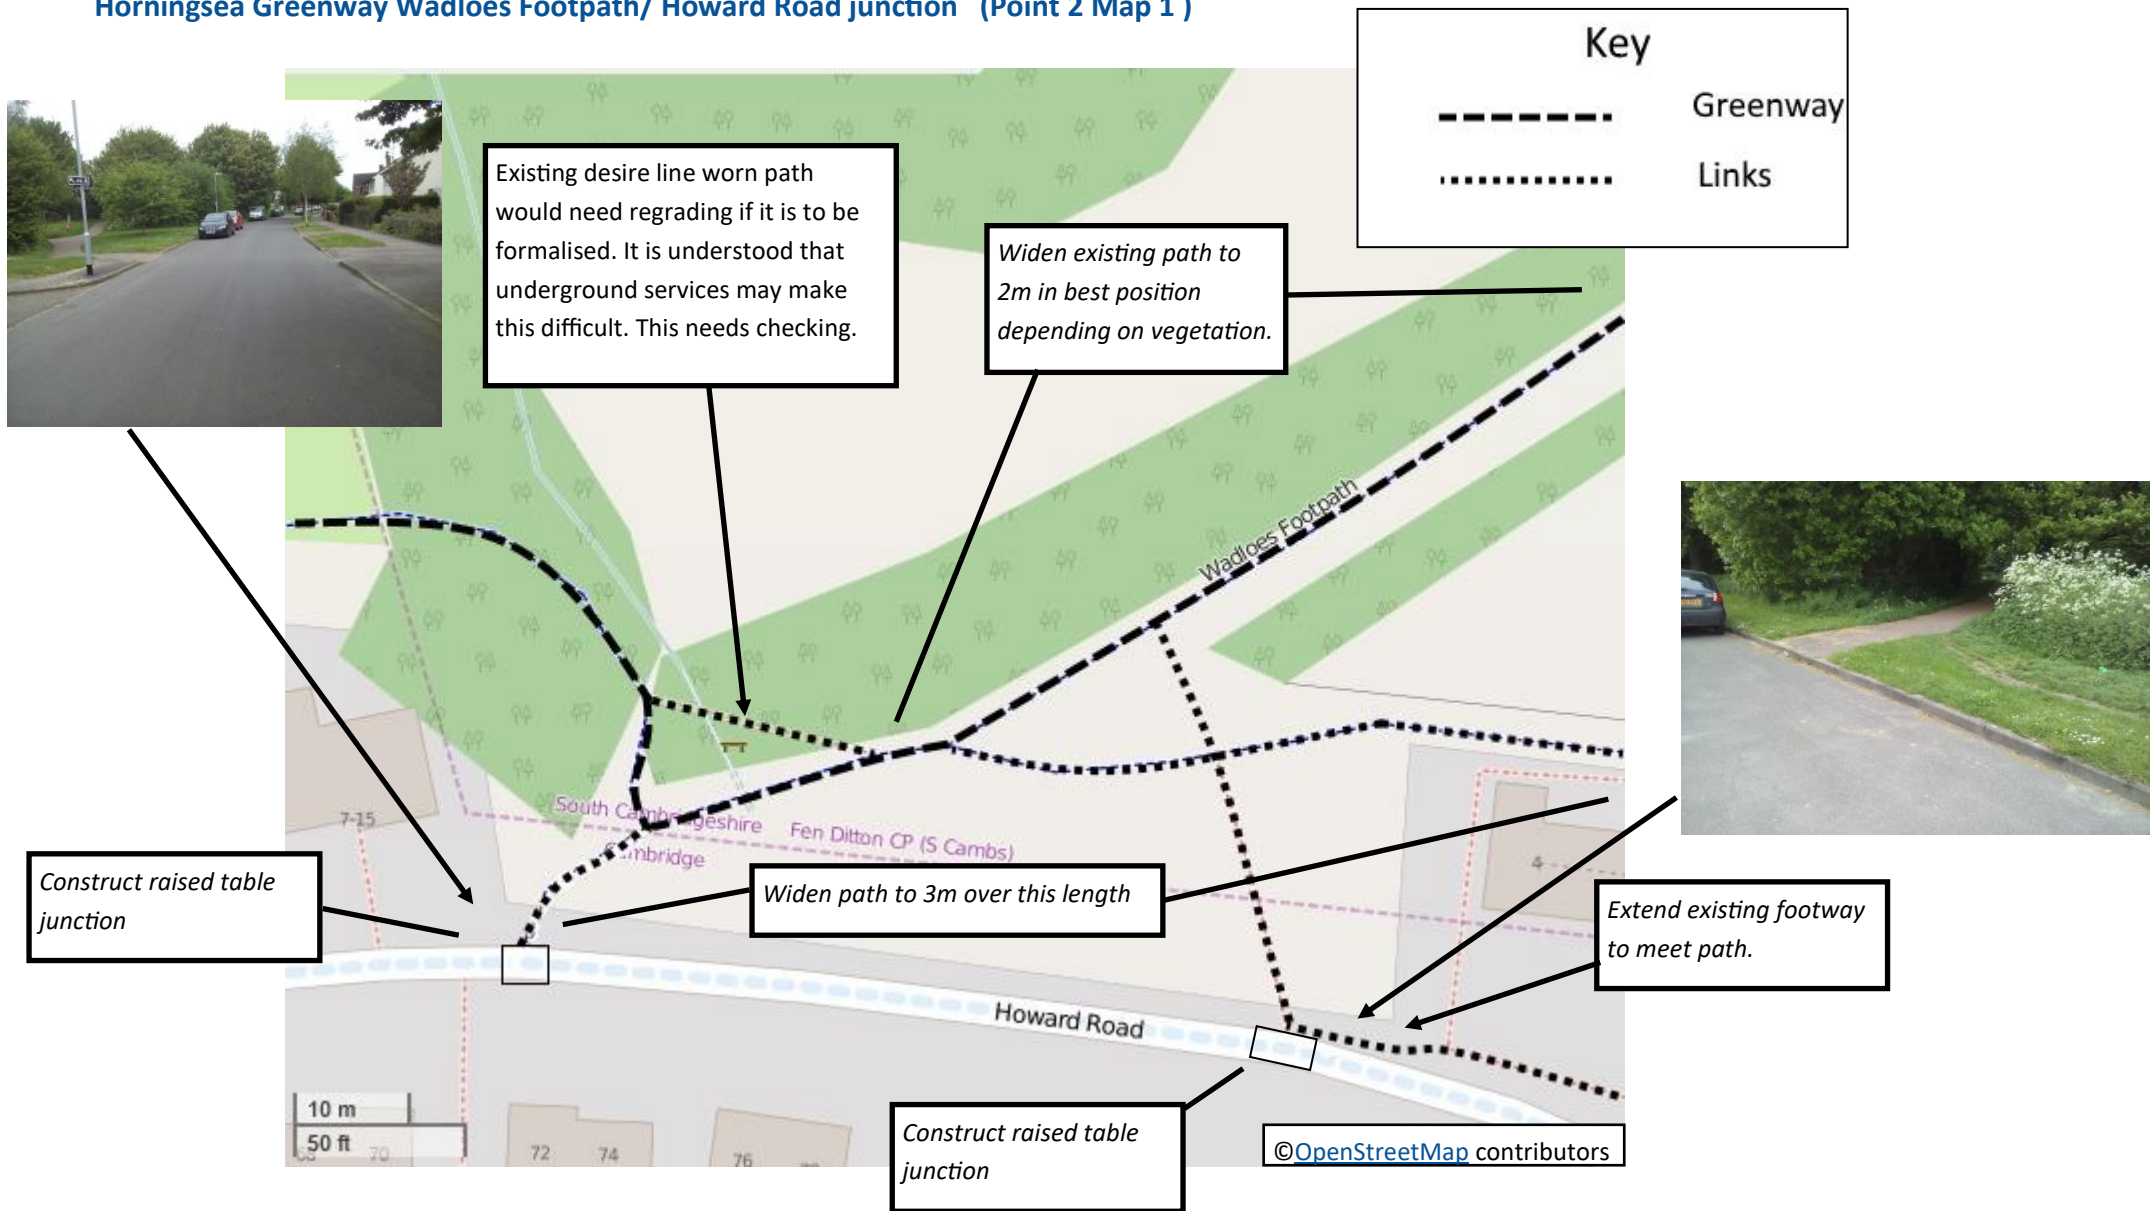 Horningsea Greenway Wadloes Footpath/ Howard Road junction (Point 2 Map 1 )
Key
Greenway
Links
Existing desire line worn path
would need regrading if it is to be
formalised. It is understood that
underground services may make
this difficult. This needs checking.
Widen existing path to
2m in best position
depending on vegetation.
Wadloes Footpath
7-15
South Cambridgeshire
Fen Ditton CP (S Cambs)
Cambridge
4
Construct raised table
junction
Widen path to 3m over this length
Extend existing footway
to meet path.
Howard Road
10 m
50 ft
68
70
72
74
76
Construct raised table
junction
©OpenStreetMap contributors